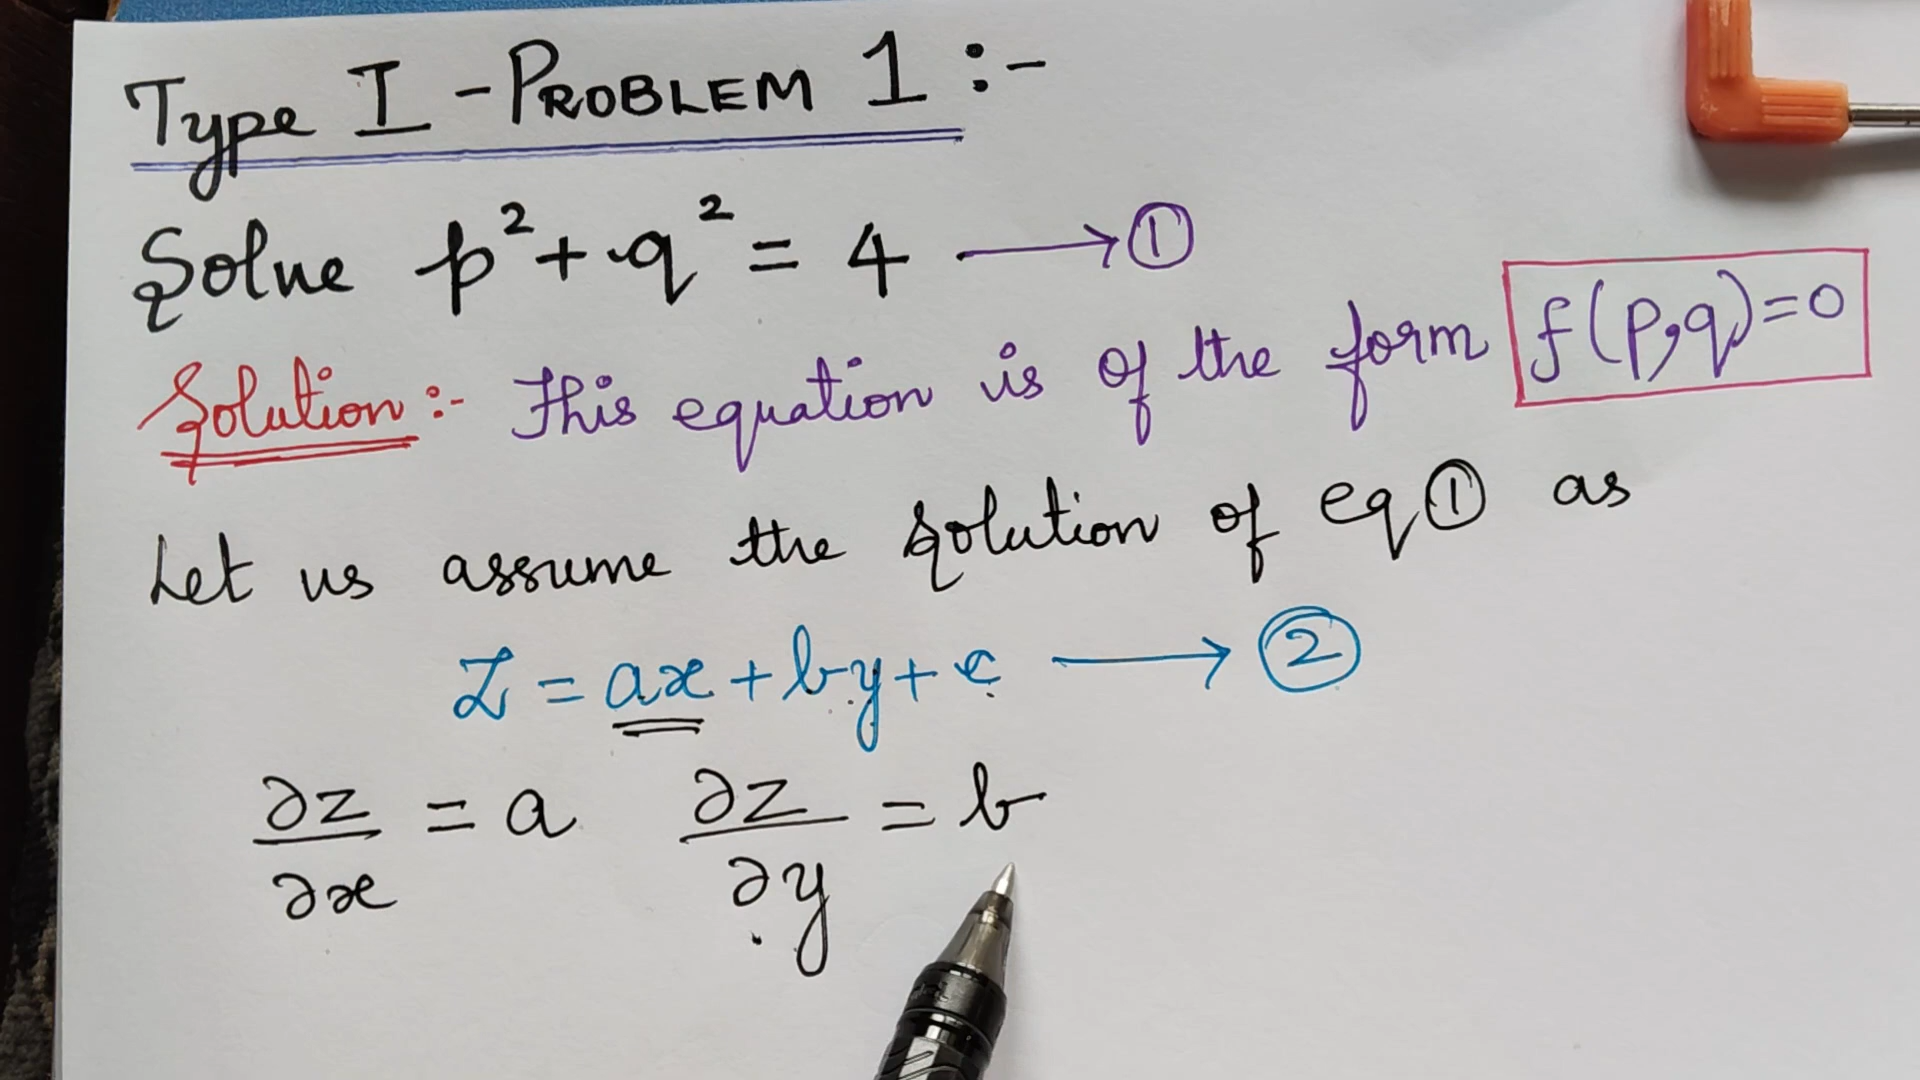 Type I - PROBLEM 1 :-
Solve p² + q² = 4 → ①
Solution :- This equation is of the form f(p,q)=0
Let us assume the solution of eq ① as
Z = ax + by + c → ②
∂z/∂x = a ∂z/∂y = b